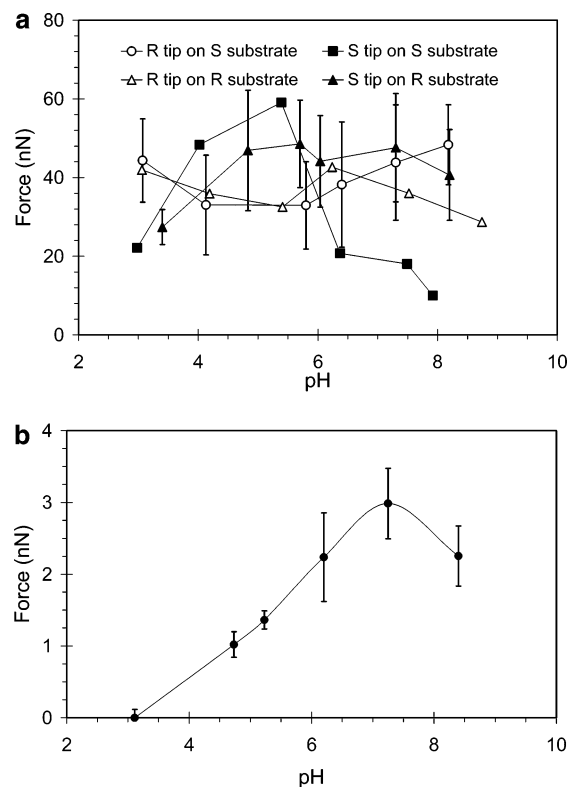 a
80
R tip on S substrate S tip on S substrate
R tip on R substrate S tip on R substrate
60
Force (nN)
40
20
0
2 4 6 8 10
pH
b
4
3
Force (nN)
2
1
0
2 4 6 8 10
pH